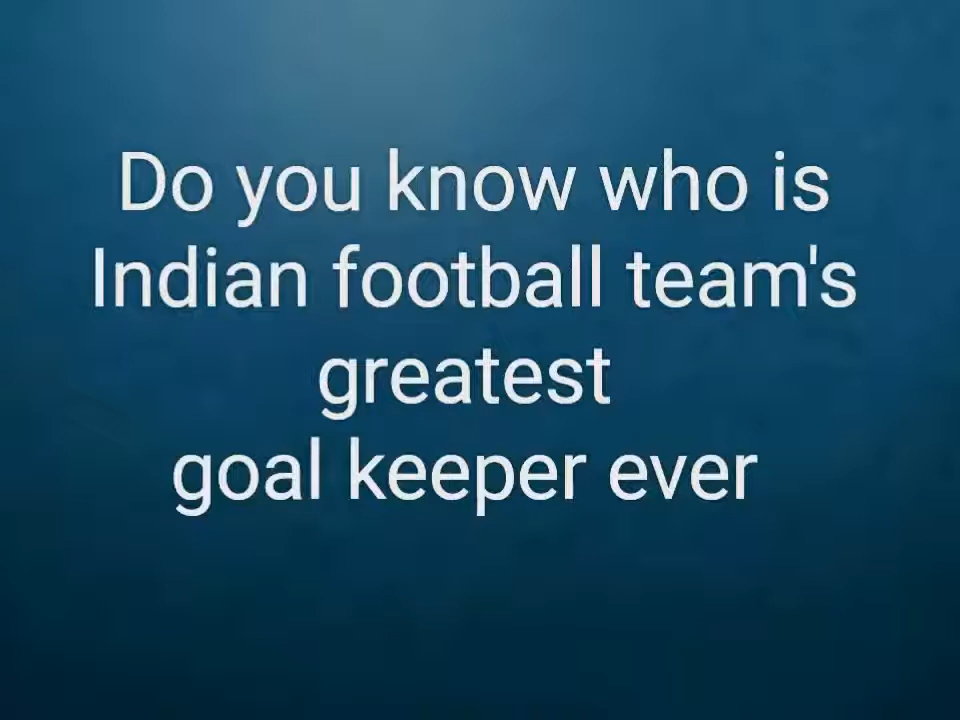 Do you know who is
Indian football team's
greatest
goal keeper ever